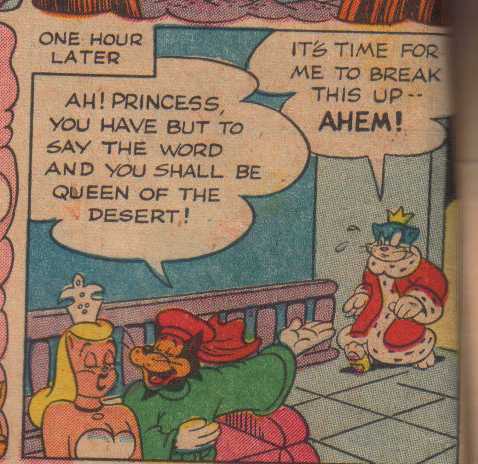 ONE HOUR
LATER
AH! PRINCESS,
YOU HAVE BUT TO
SAY THE WORD
AND YOU SHALL BE
QUEEN OF THE
DESERT!
IT'S TIME FOR
ME TO BREAK
THIS UP--
AHEM!